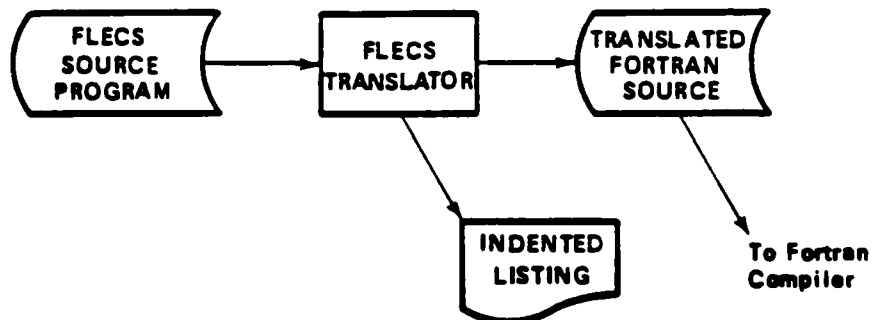 FLECS
SOURCE
PROGRAM
FLECS
TRANSLATOR
TRANSLATED
FORTRAN
SOURCE
INDENTED
LISTING
To Fortran
Compiler